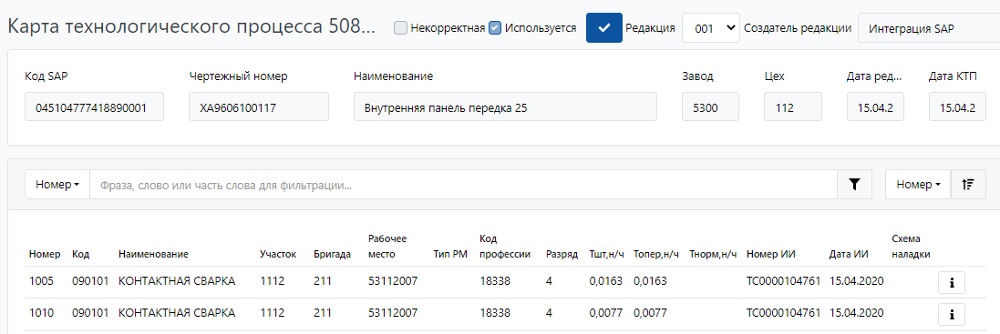 Карта технологического процесса 508... Некорректная Используется Редакция 001 Создатель редакции Интеграция SAP
Код SAP Чертежный номер Наименование Завод Цех Дата ред... Дата КТП
045104777418890001 ХА9606100117 Внутренняя панель передка 25 5300 112 15.04.2 15.04.2
Номер Фраза, слово или часть слова для фильтрации... Номер
Номер Код Наименование Участок Бригада Рабочее место Тип РМ Код профессии Разряд Тшт,н/ч Топер,н/ч Тнорм,н/ч Номер ИИ Дата ИИ Схема наладки
1005 090101 КОНТАКТНАЯ СВАРКА 1112 211 53112007 18338 4 0,0163 0,0163 ТС0000104761 15.04.2020
1010 090101 КОНТАКТНАЯ СВАРКА 1112 211 53112007 18338 4 0,0077 0,0077 ТС0000104761 15.04.2020